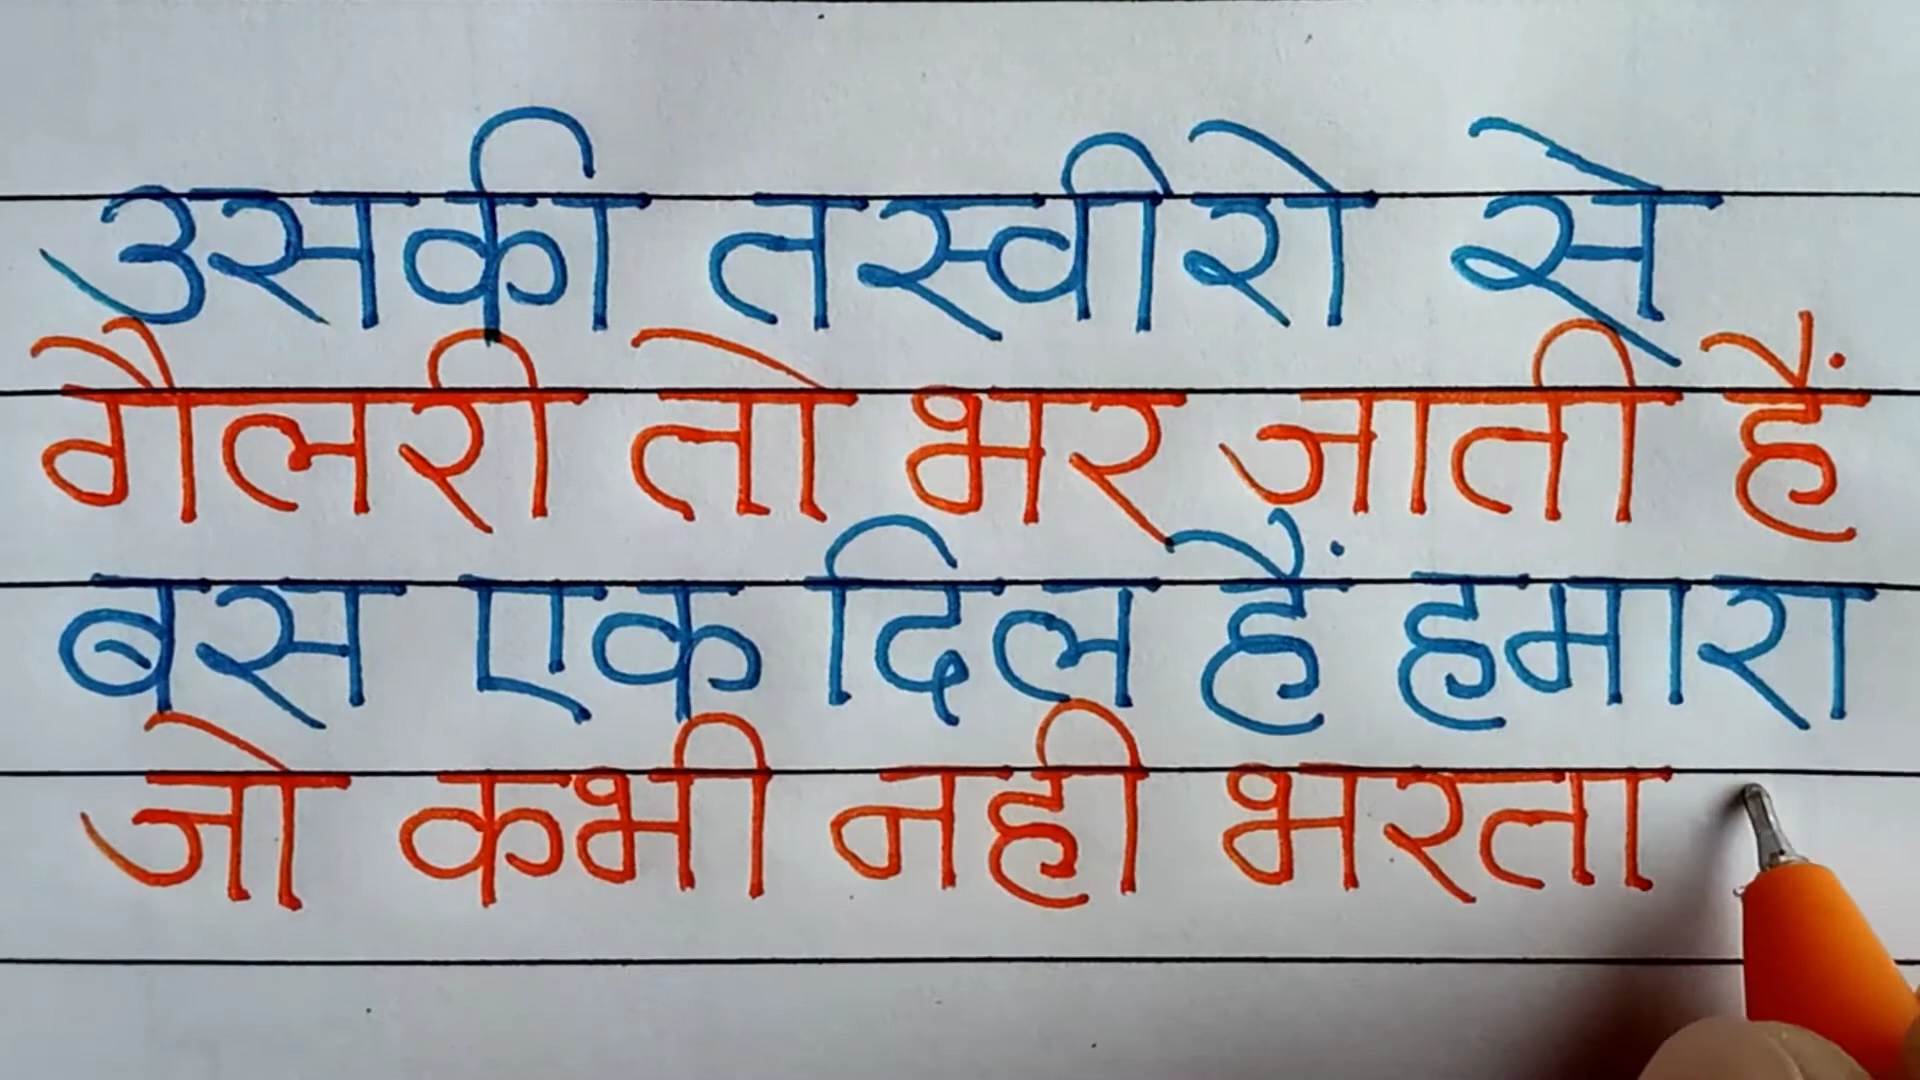 उसकी तस्वीरो से
गैलरी तो भर जाती हैं
बस एक दिल हैं हमारा
जो कभी नही भरता